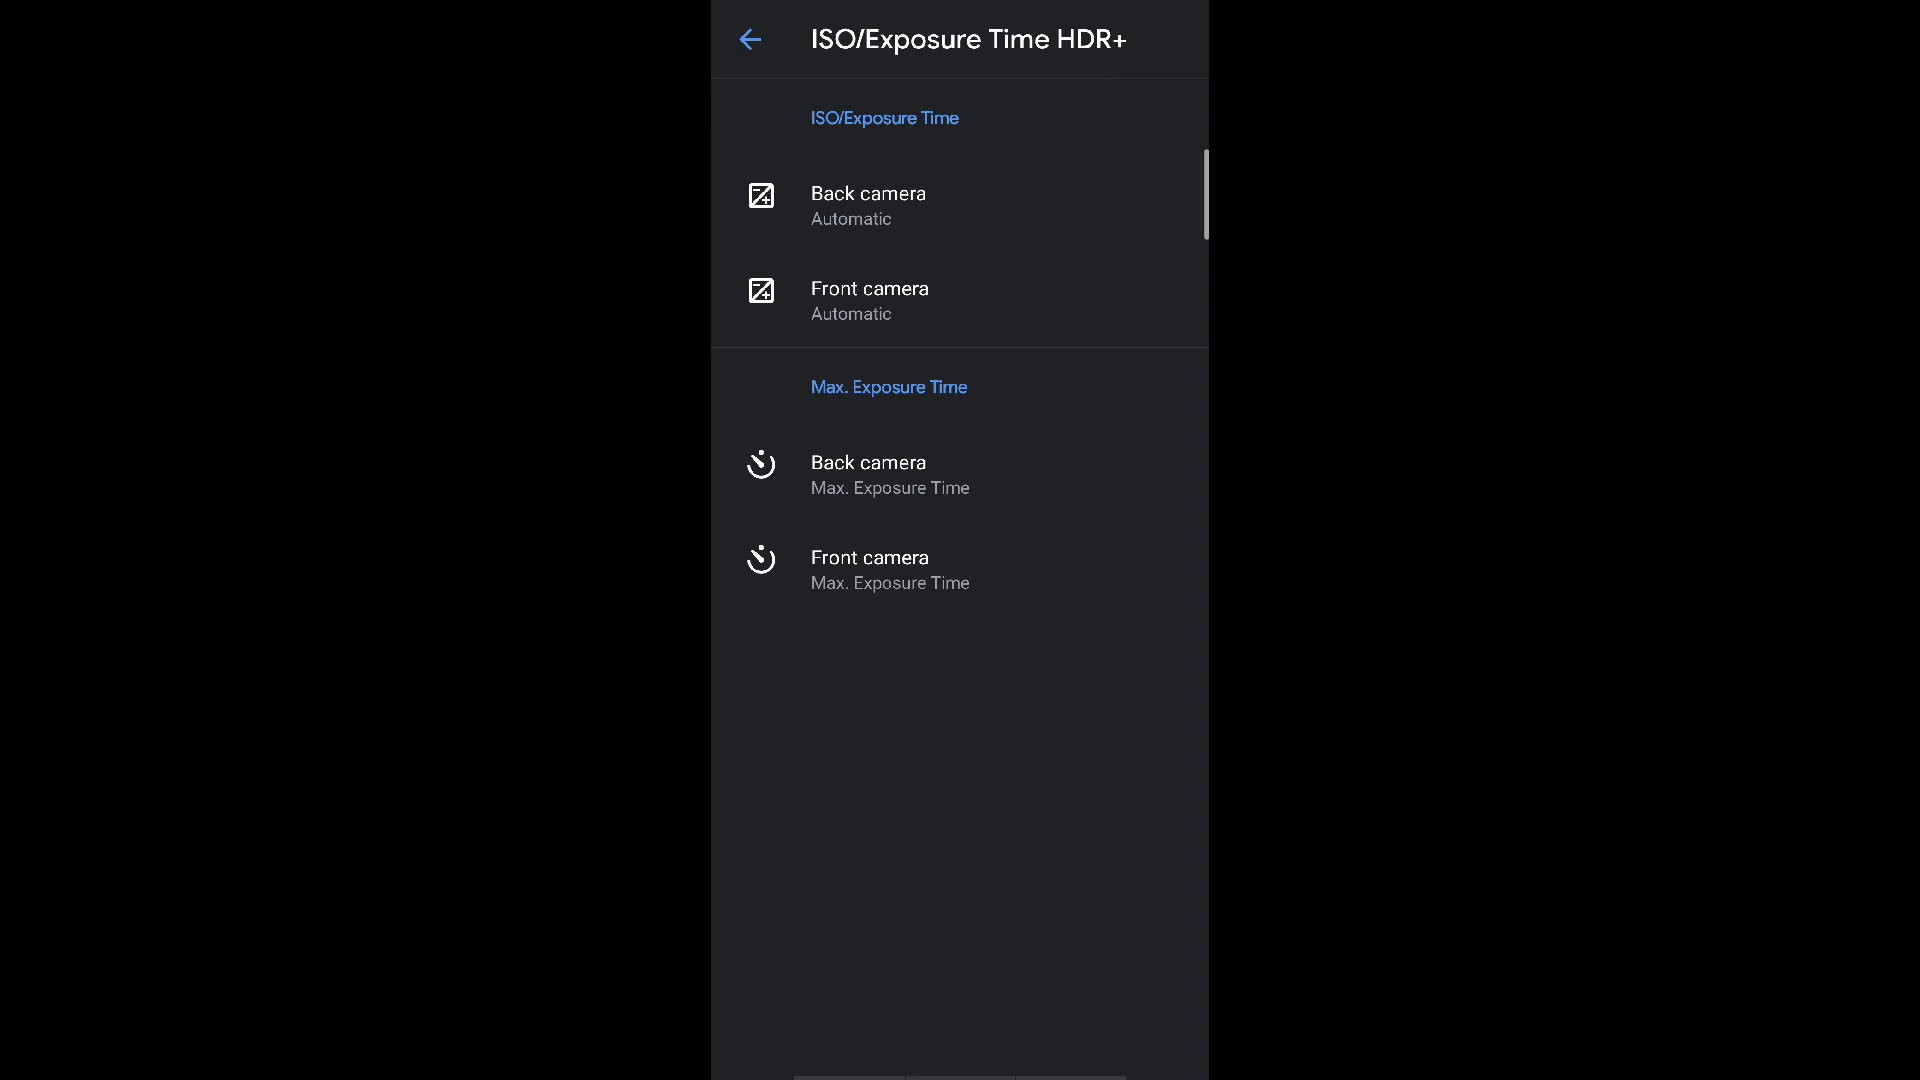 ISO/Exposure Time HDR+
ISO/Exposure Time
Back camera
Automatic
Front camera
Automatic
Max. Exposure Time
Back camera
Max. Exposure Time
Front camera
Max. Exposure Time